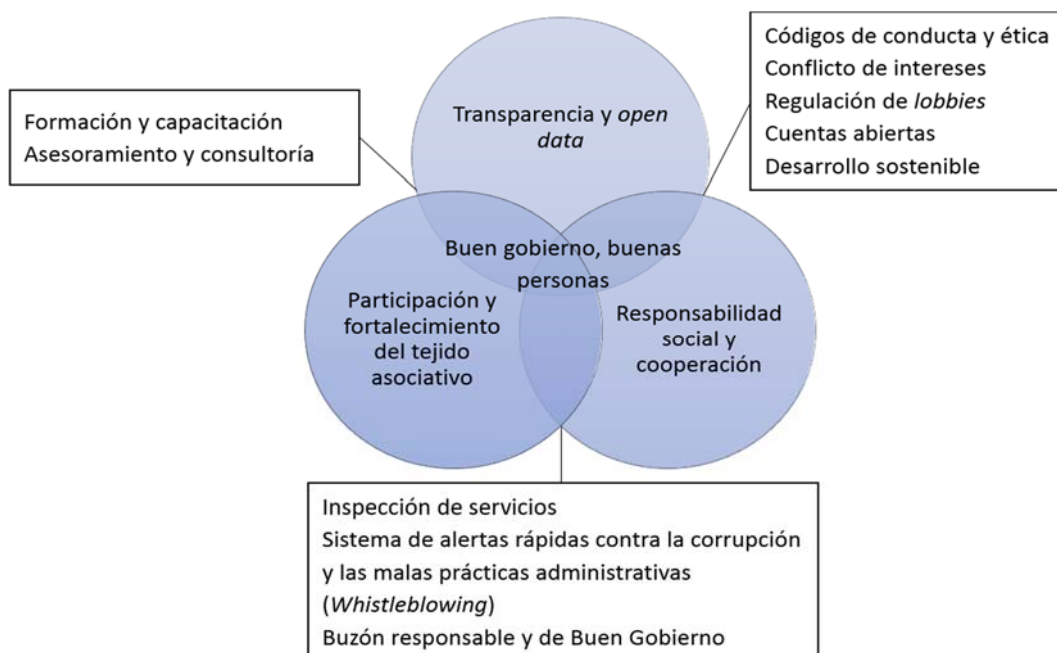 Códigos de conducta y ética
Conflicto de intereses
Regulación de lobbies
Cuentas abiertas
Desarrollo sostenible
Formación y capacitación
Asesoramiento y consultoría
Transparencia y open
data
Buen gobierno, buenas
personas
Participación y
fortalecimiento
del tejido
asociativo
Responsabilidad
social y
cooperación
Inspección de servicios
Sistema de alertas rápidas contra la corrupción
y las malas prácticas administrativas
(Whistleblowing)
Buzón responsable y de Buen Gobierno